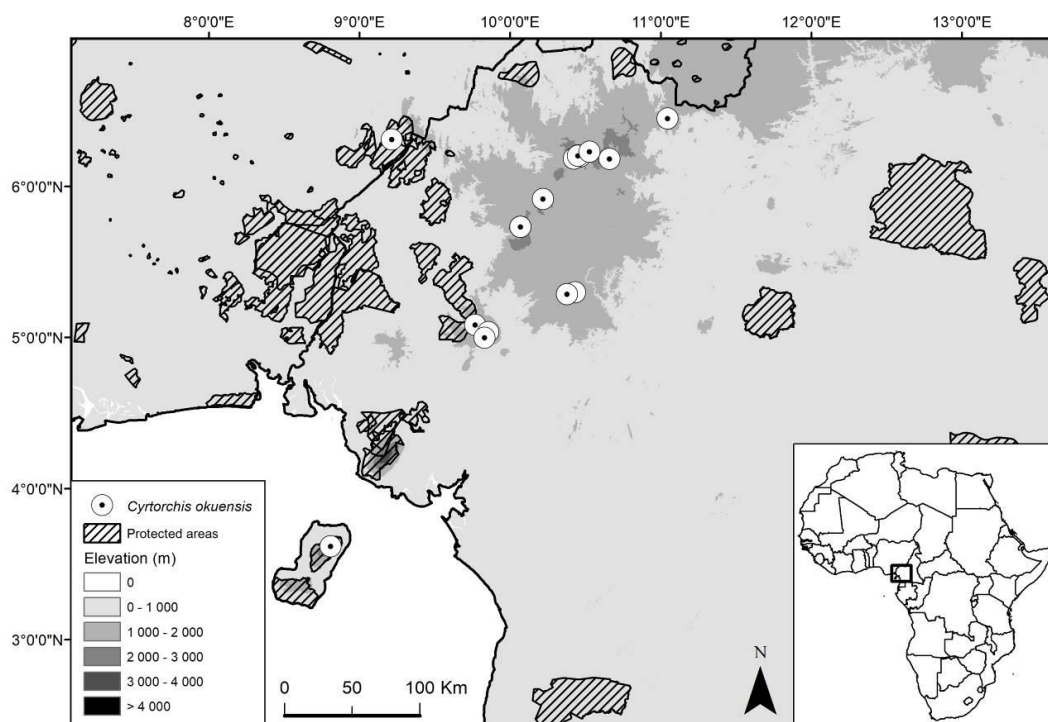 8°0'0"E 9°0'0"E 10°0'0"E 11°0'0"E 12°0'0"E 13°0'0"E
6°0'0"N
5°0'0"N
4°0'0"N
3°0'0"N
Cyrtorchis okuensis
Protected areas
Elevation (m)
0
0 - 1 000
1 000 - 2 000
2 000 - 3 000
3 000 - 4 000
> 4 000
0 50 100 Km
N